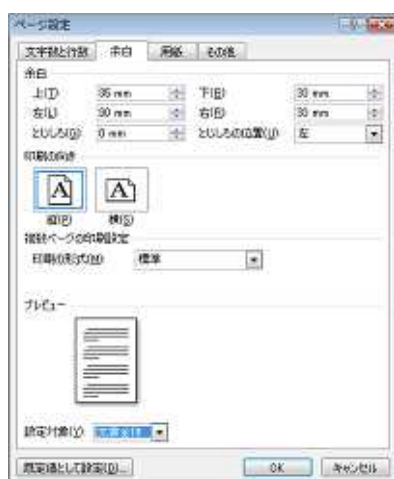 ページ設定
文字数と行数 余白 用紙 その他
余白
上(T) 35 mm 下(B) 30 mm
左(L) 30 mm 右(R) 30 mm
とじしろ(G) 0 mm とじしろの位置(U) 左
印刷の向き
A A
縦(P) 横(S)
複数ページの印刷設定
印刷の形式(M) 標準
プレビュー
設定対象(Y) 文書全体
既定値として設定(D)... OK キャンセル